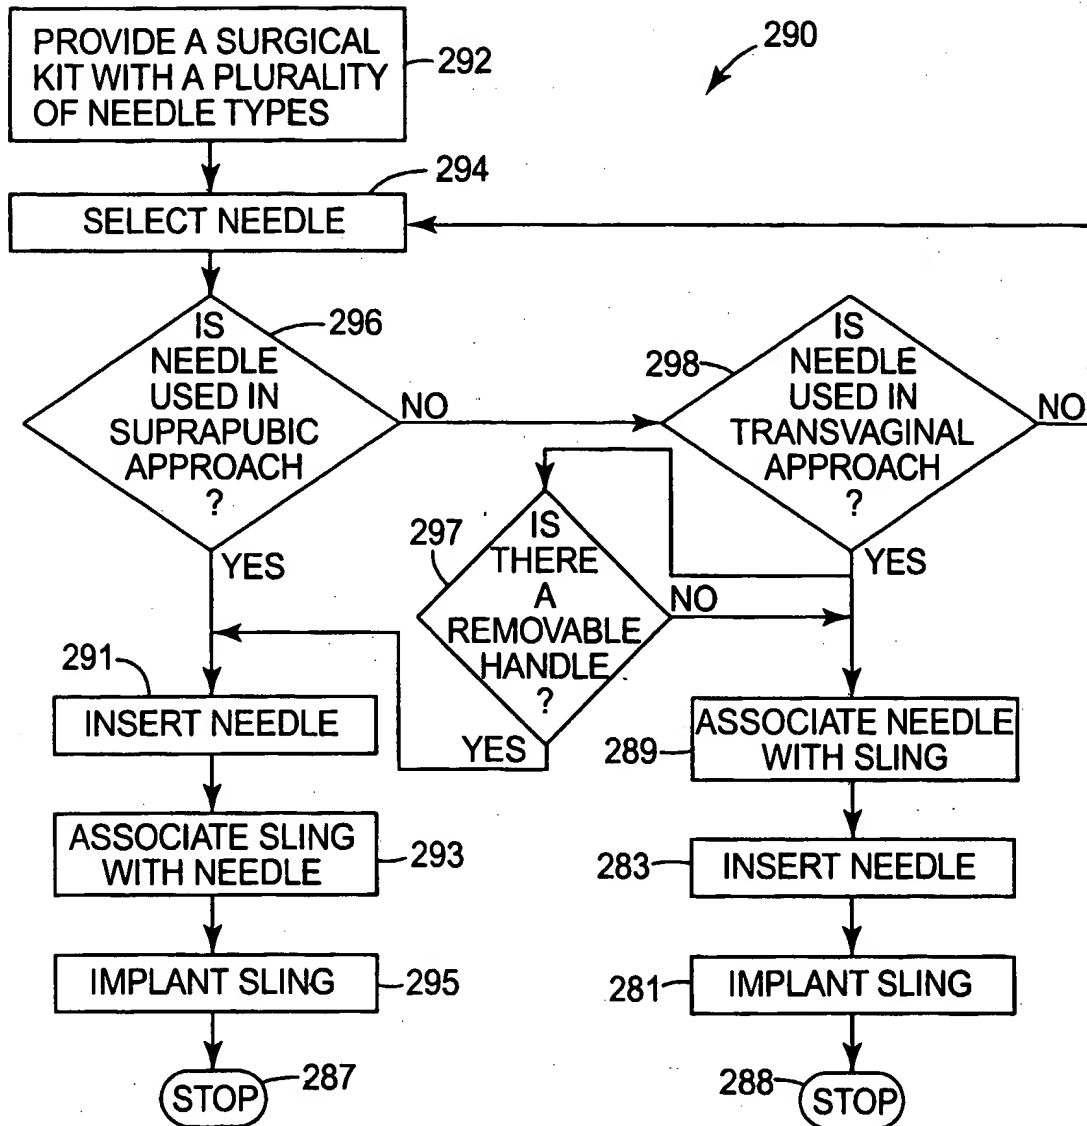 PROVIDE A SURGICAL
KIT WITH A PLURALITY
OF NEEDLE TYPES
292
290
294
SELECT NEEDLE
296
IS
NEEDLE
USED IN
SUPRAPUBIC
APPROACH
?
NO
YES
298
IS
NEEDLE
USED IN
TRANSVAGINAL
APPROACH
?
NO
YES
297
IS
THERE
A
REMOVABLE
HANDLE
?
NO
YES
291
INSERT NEEDLE
ASSOCIATE SLING
WITH NEEDLE
293
IMPLANT SLING
295
STOP
287
289
ASSOCIATE NEEDLE
WITH SLING
283
INSERT NEEDLE
281
IMPLANT SLING
288
STOP